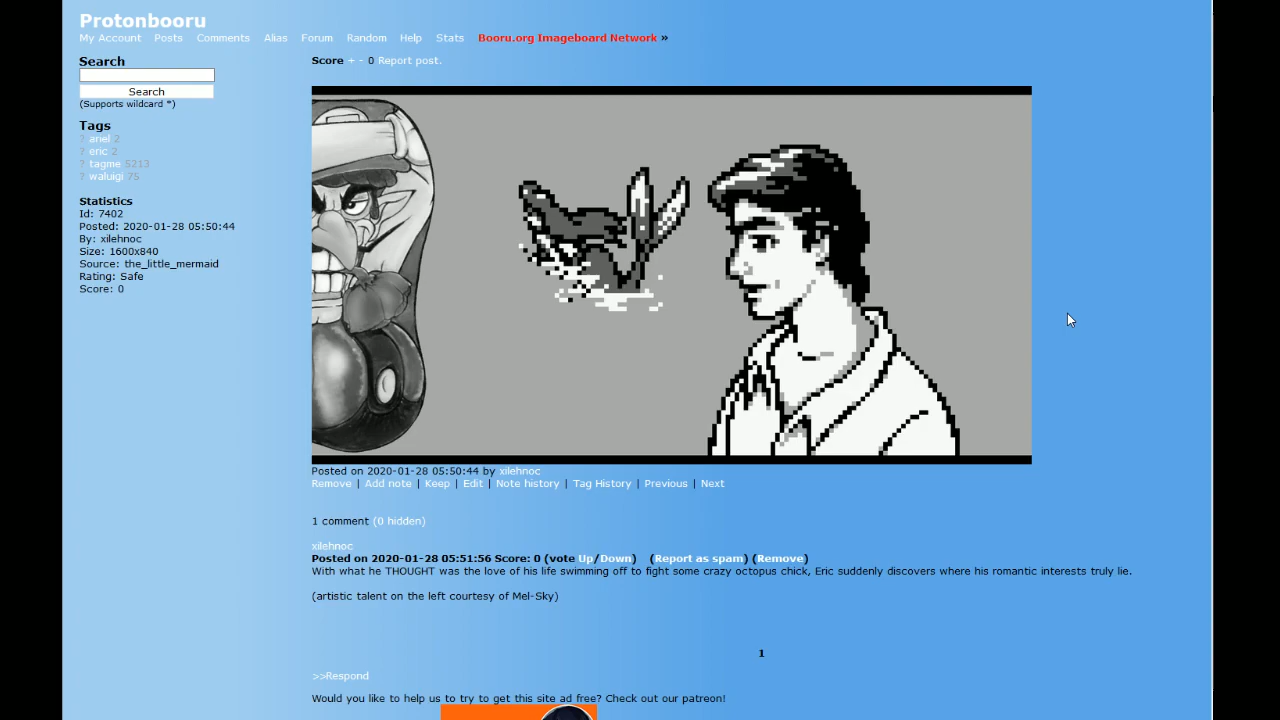 Protonbooru
My Account Posts Comments Alias Forum Random Help Stats Booru.org Imageboard Network »
Search
Search
(Supports wildcard *)
Tags
? ariel 2
? eric 2
? tagme 5213
? waluigi 75
Statistics
Id: 7402
Posted: 2020-01-28 05:50:44
By: xilehnoc
Size: 1600x840
Source: the_little_mermaid
Rating: Safe
Score: 0
Score + - 0 Report post.
Posted on 2020-01-28 05:50:44 by xilehnoc
Remove | Add note | Keep | Edit | Note history | Tag History | Previous | Next
1 comment (0 hidden)
xilehnoc
Posted on 2020-01-28 05:51:56 Score: 0 (vote Up/Down) (Report as spam) (Remove)
With what he THOUGHT was the love of his life swimming off to fight some crazy octopus chick, Eric suddenly discovers where his romantic interests truly lie.
(artistic talent on the left courtesy of Mel-Sky)
1
>>Respond
Would you like to help us to try to get this site ad free? Check out our patreon!